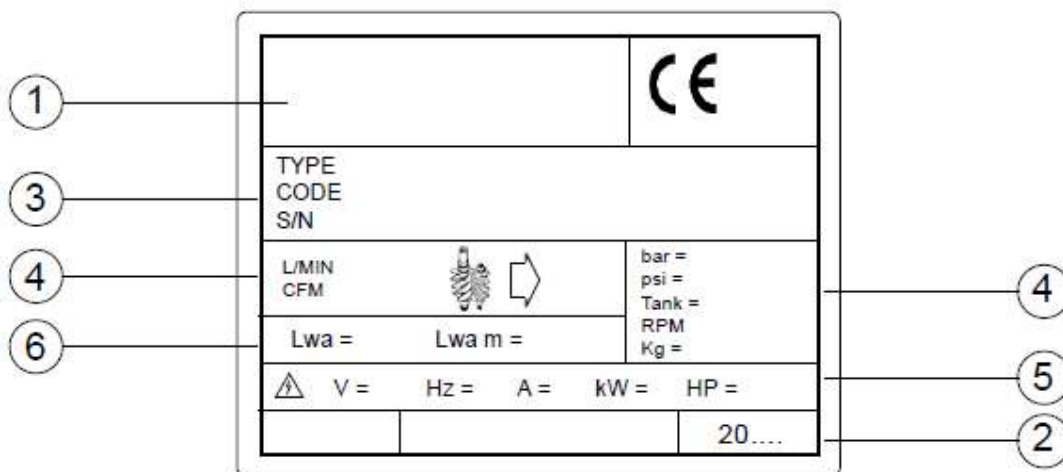 CE
1
TYPE
CODE
S/N
3
L/MIN
CFM
4
bar =
psi =
Tank =
RPM
Kg =
4
Lwa = Lwa m =
6
V = Hz = A = kW = HP =
5
20....
2